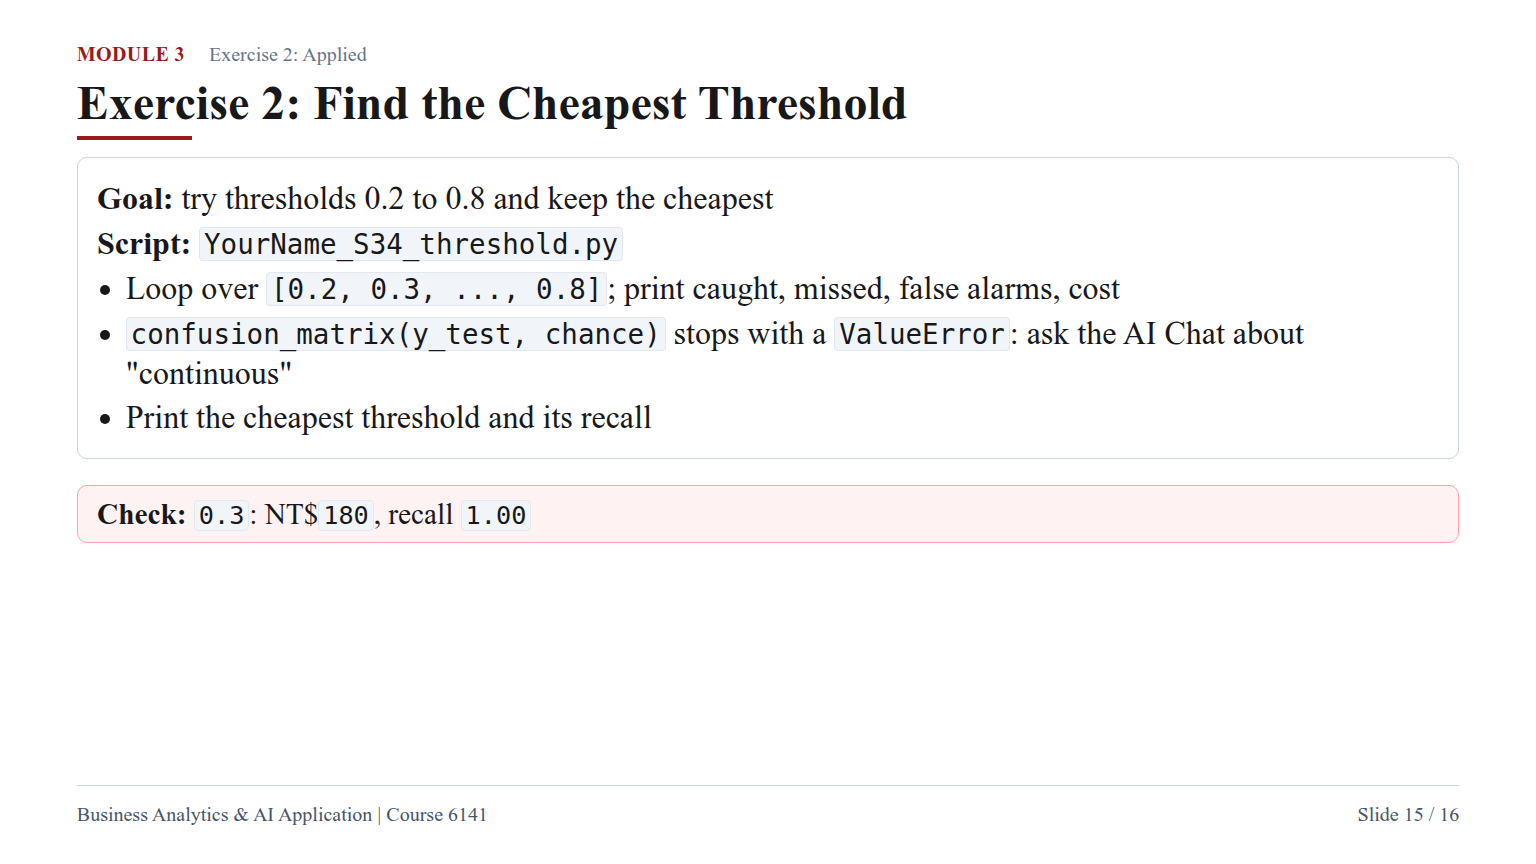 MODULE 3 Exercise 2: Applied
Exercise 2: Find the Cheapest Threshold
Goal: try thresholds 0.2 to 0.8 and keep the cheapest
Script: YourName_S34_threshold.py
• Loop over [0.2, 0.3, ..., 0.8]; print caught, missed, false alarms, cost
• confusion_matrix(y_test, chance) stops with a ValueError: ask the AI Chat about
"continuous"
• Print the cheapest threshold and its recall
Check: 0.3: NT$180, recall 1.00
Business Analytics & AI Application | Course 6141
Slide 15 / 16